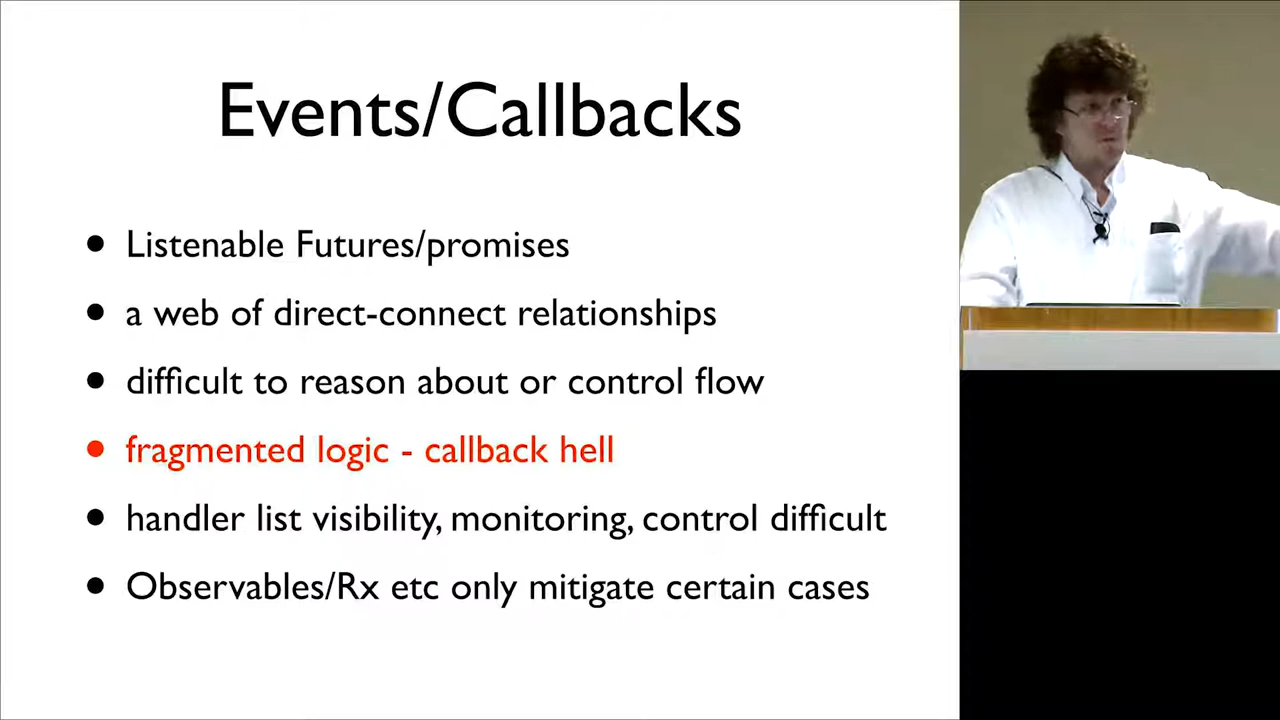 Events/Callbacks
Listenable Futures/promises
a web of direct-connect relationships
difficult to reason about or control flow
fragmented logic - callback hell
handler list visibility, monitoring, control difficult
Observables/Rx etc only mitigate certain cases